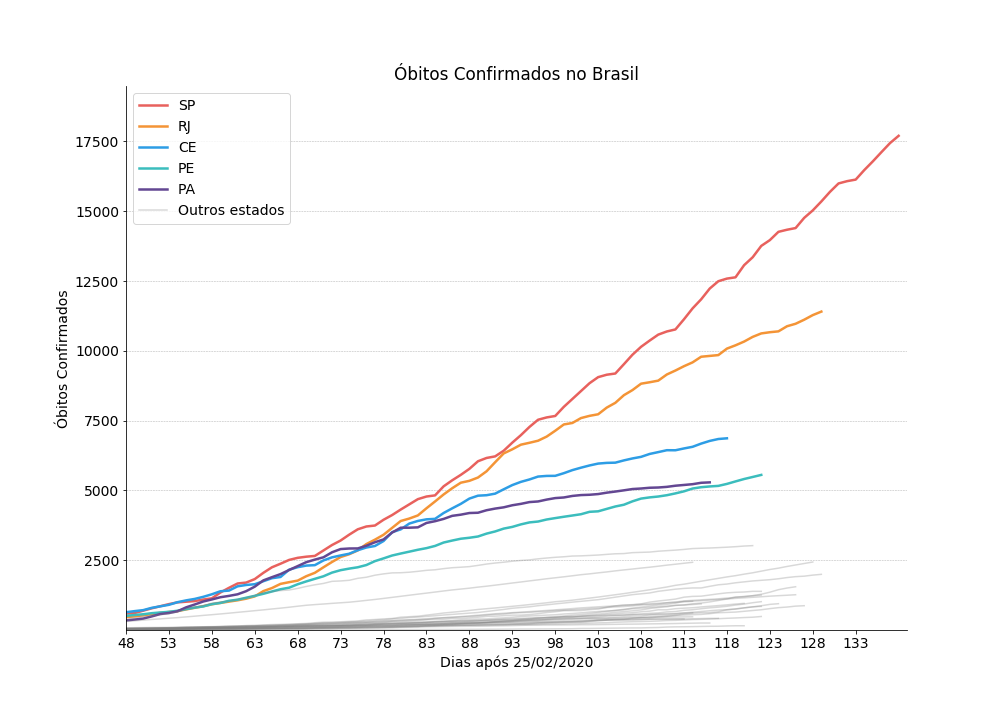 Óbitos Confirmados no Brasil
SP
RJ
CE
PE
PA
Outros estados
17500
15000
12500
10000
7500
5000
2500
Óbitos Confirmados
48 53 58 63 68 73 78 83 88 93 98 103 108 113 118 123 128 133
Dias após 25/02/2020